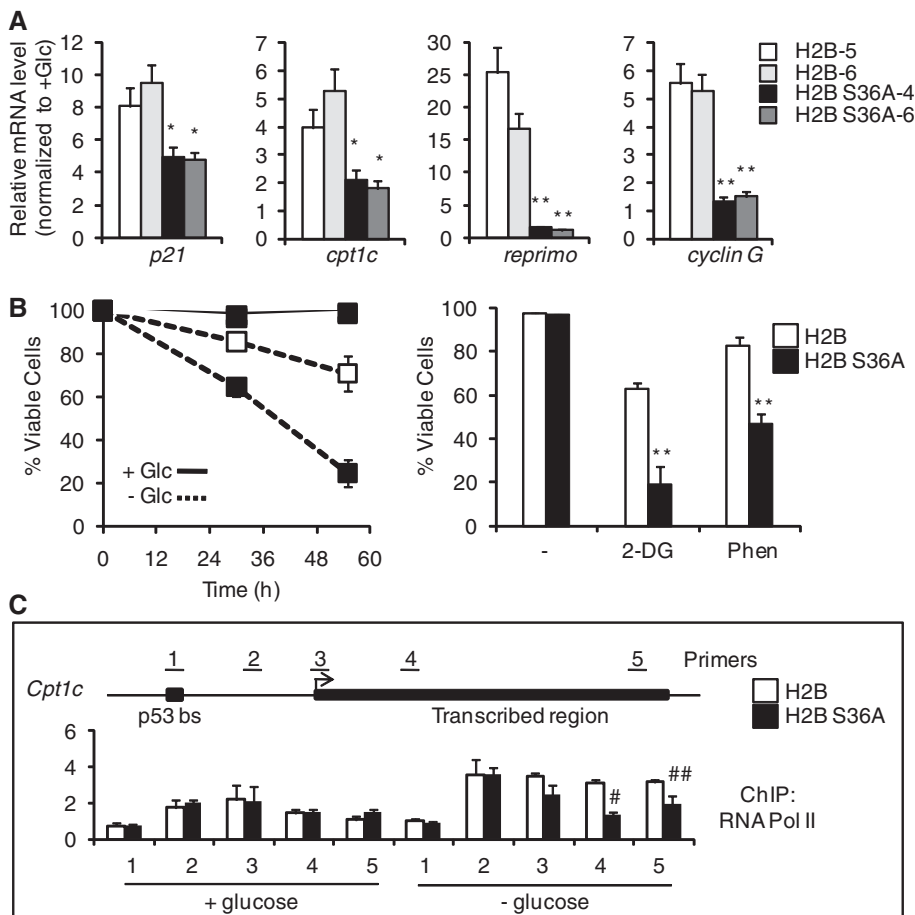 A
Relative mRNA level
(normalized to +Glc)
12
10
8
6
4
2
0
* *
p21
7
6
5
4
3
2
1
0
* *
cpt1c
30
25
20
15
10
5
0
** **
reprimo
7
6
5
4
3
2
1
0
** **
cyclin G
H2B-5
H2B-6
H2B S36A-4
H2B S36A-6
B
% Viable Cells
100
80
60
40
20
0
+ Glc
- Glc
0 12 24 36 48 60
Time (h)
% Viable Cells
100
80
60
40
20
0
**
**
- 2-DG Phen
H2B
H2B S36A
C
1 2 3 4 5 Primers
Cpt1c
p53 bs Transcribed region
H2B
H2B S36A
6
4
2
0
# ##
ChIP:
RNA Pol II
1 2 3 4 5 1 2 3 4 5
+ glucose - glucose